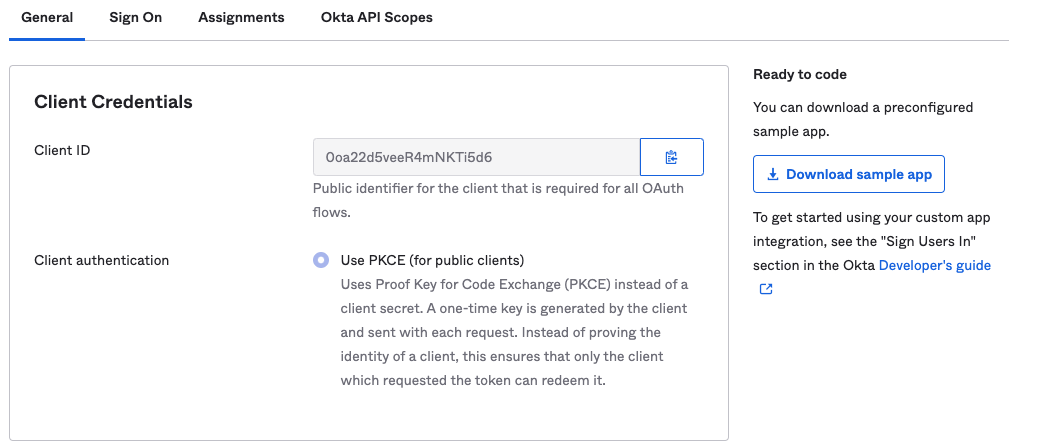 General Sign On Assignments Okta API Scopes
Client Credentials
Client ID
0oa22d5veeR4mNKTi5d6
Public identifier for the client that is required for all OAuth
flows.
Client authentication
Use PKCE (for public clients)
Uses Proof Key for Code Exchange (PKCE) instead of a
client secret. A one-time key is generated by the client
and sent with each request. Instead of proving the
identity of a client, this ensures that only the client
which requested the token can redeem it.
Ready to code
You can download a preconfigured
sample app.
Download sample app
To get started using your custom app
integration, see the "Sign Users In"
section in the Okta Developer's guide